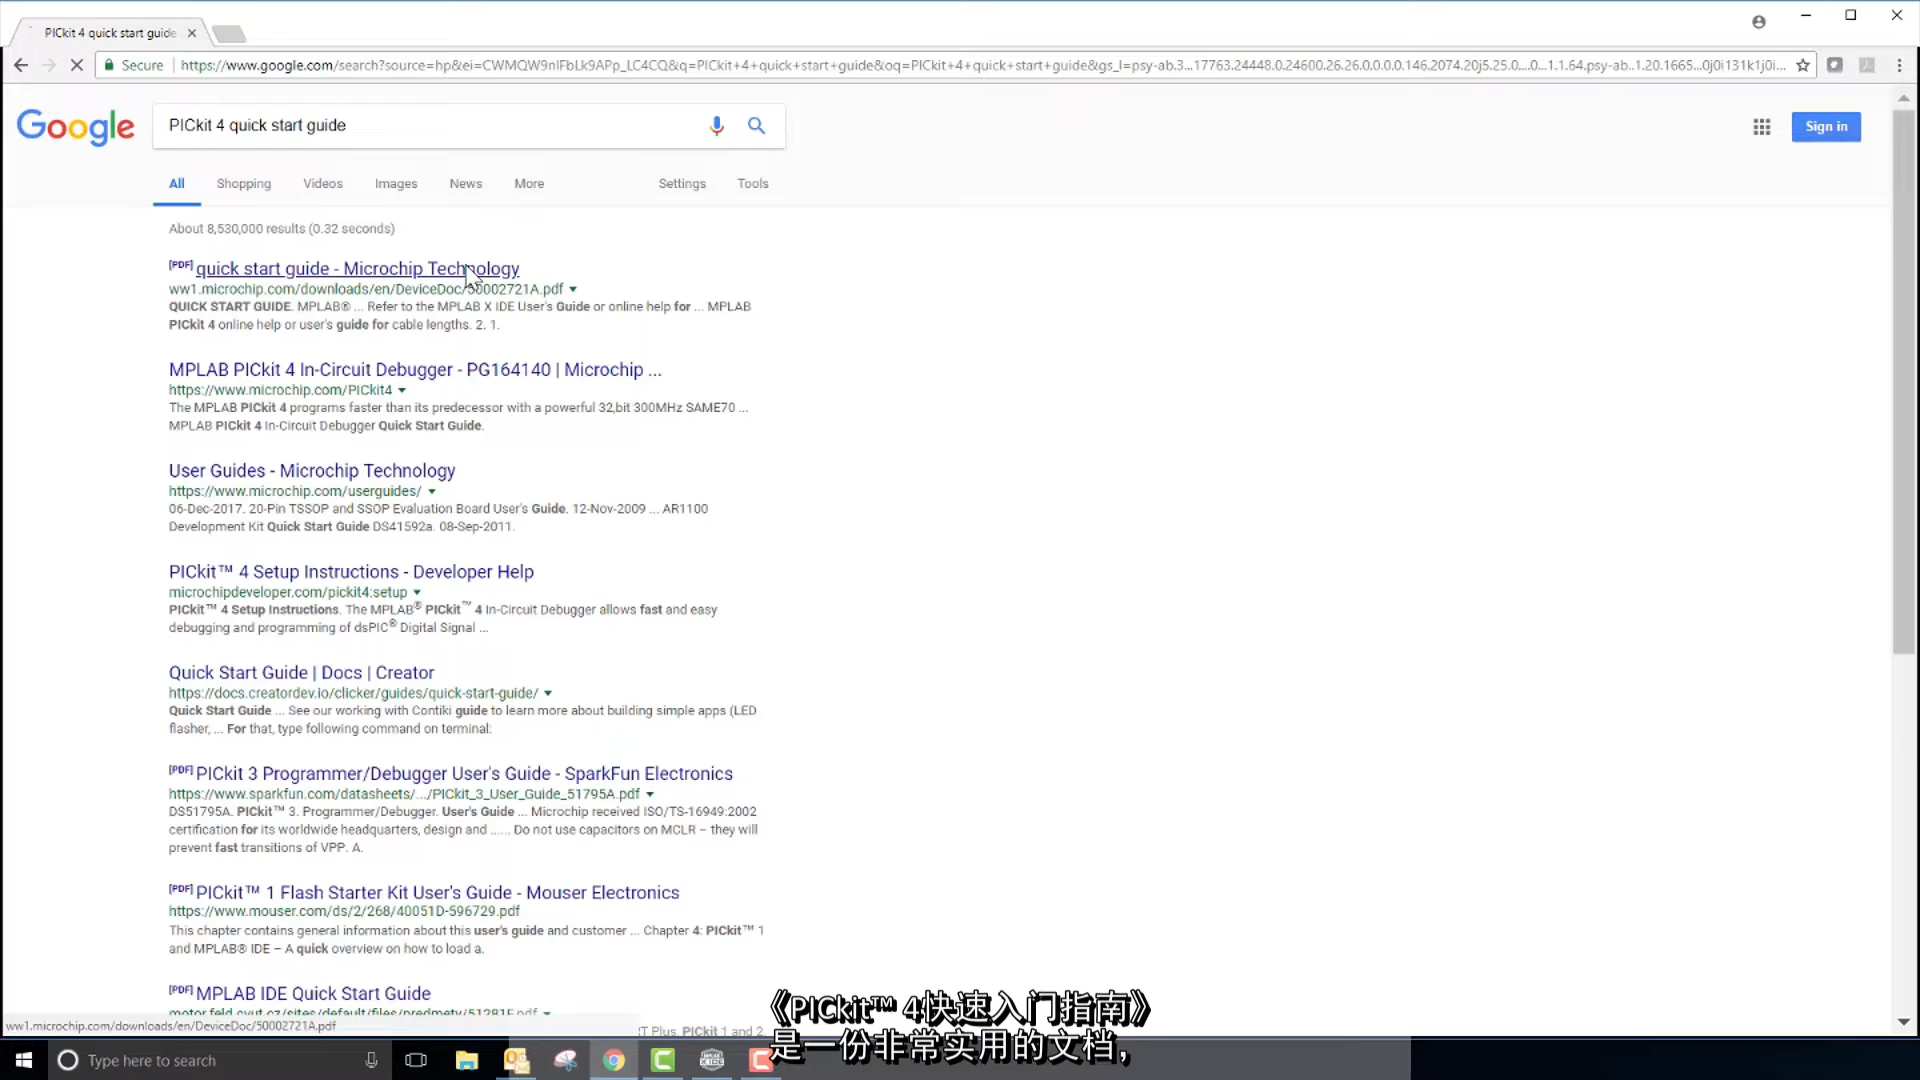 PICkit 4 quick start guide
Secure https://www.google.com/search?source=hp&ei=CWMQW9nIFbLk9APp_LC4CQ&q=PICkit+4+quick+start+guide&oq=PICkit+4+quick+start+guide&gs_l=psy-ab.3...17763.24448.0.24600.26.26.0.0.0.0.146.2074.20j5.25.0....0...1.1.64.psy-ab..1.20.1665...0j0i131k1j0i...
Google
PICkit 4 quick start guide
Sign in
All Shopping Videos Images News More Settings Tools
About 8,530,000 results (0.32 seconds)
[PDF] quick start guide - Microchip Technology
ww1.microchip.com/downloads/en/DeviceDoc/50002721A.pdf
QUICK START GUIDE. MPLAB® ... Refer to the MPLAB X IDE User's Guide or online help for ... MPLAB
PICkit 4 online help or user's guide for cable lengths. 2. 1.
MPLAB PICkit 4 In-Circuit Debugger - PG164140 | Microchip ...
https://www.microchip.com/PICkit4
The MPLAB PICkit 4 programs faster than its predecessor with a powerful 32,bit 300MHz SAME70 ...
MPLAB PICkit 4 In-Circuit Debugger Quick Start Guide.
User Guides - Microchip Technology
https://www.microchip.com/userguides/
06-Dec-2017. 20-Pin TSSOP and SSOP Evaluation Board User's Guide. 12-Nov-2009 ... AR1100
Development Kit Quick Start Guide DS41592a. 08-Sep-2011.
PICkit™ 4 Setup Instructions - Developer Help
microchipdeveloper.com/pickit4:setup
PICkit™ 4 Setup Instructions. The MPLAB® PICkit™ 4 In-Circuit Debugger allows fast and easy
debugging and programming of dsPIC® Digital Signal ...
Quick Start Guide | Docs | Creator
https://docs.creatordev.io/clicker/guides/quick-start-guide/
Quick Start Guide ... See our working with Contiki guide to learn more about building simple apps (LED
flasher, ... For that, type following command on terminal:
[PDF] PICkit 3 Programmer/Debugger User's Guide - SparkFun Electronics
https://www.sparkfun.com/datasheets/.../PICkit_3_User_Guide_51795A.pdf
DS51795A. PICkit™ 3. Programmer/Debugger. User's Guide ... Microchip received ISO/TS-16949:2002
certification for its worldwide headquarters, design and ...... Do not use capacitors on MCLR – they will
prevent fast transitions of VPP. A.
[PDF] PICkit™ 1 Flash Starter Kit User's Guide - Mouser Electronics
https://www.mouser.com/ds/2/268/40051D-596729.pdf
This chapter contains general information about this user's guide and customer ... Chapter 4: PICkit™ 1
and MPLAB® IDE – A quick overview on how to load a.
[PDF] MPLAB IDE Quick Start Guide
motor.feld.cvut.cz/sites/default/files/predmety/51281F.pdf
ww1.microchip.com/downloads/en/DeviceDoc/50002721A.pdf
Plus, PICkit 1 and 2,
《PICkit™ 4快速入门指南》
是一份非常实用的文档，
Type here to search